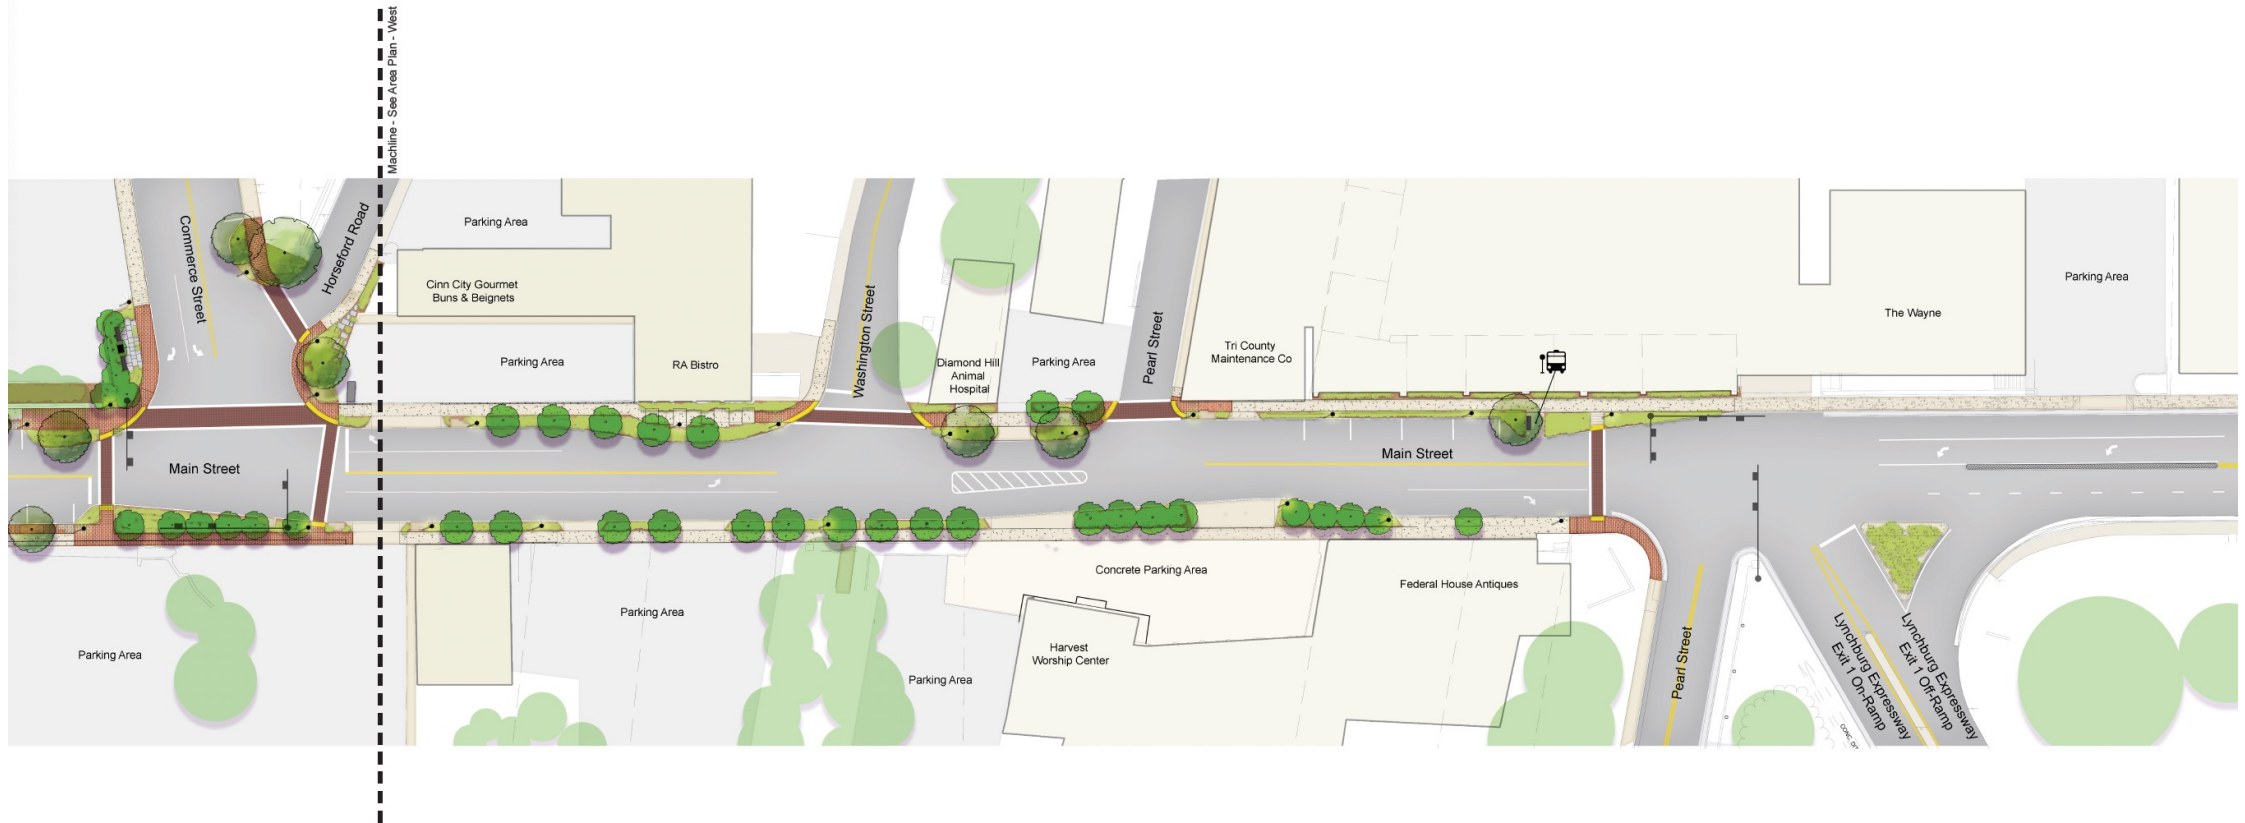 Machline - See Area Plan - West
Commerce Street
Horseford Road
Parking Area
Cinn City Gourmet
Buns & Beignets
Parking Area
RA Bistro
Washington Street
Diamond Hill
Animal
Hospital
Parking Area
Pearl Street
Tri County
Maintenance Co
The Wayne
Parking Area
Main Street
Main Street
Parking Area
Parking Area
Parking Area
Concrete Parking Area
Harvest
Worship Center
Federal House Antiques
Pearl Street
Lynchburg Expressway
Exit 1 On-Ramp
Lynchburg Expressway
Exit 1 Off-Ramp